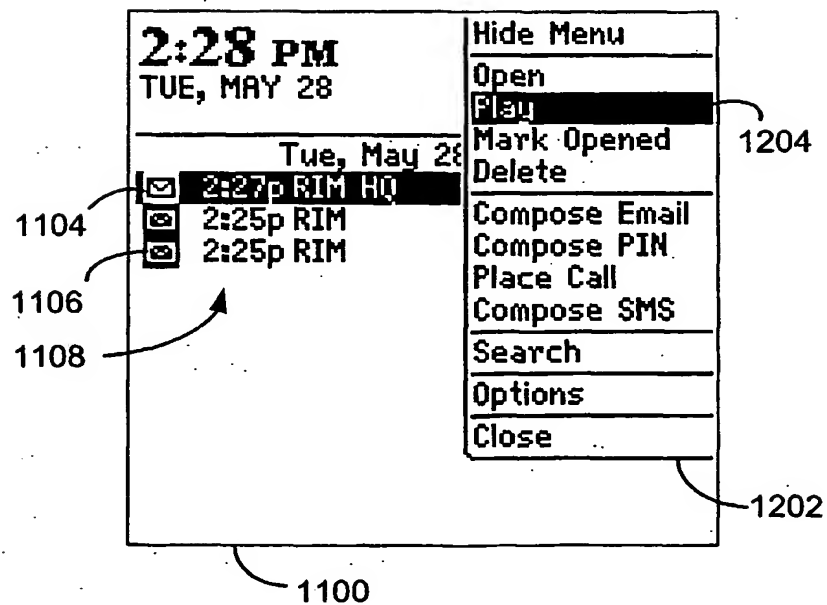 2:28 PM
TUE, MAY 28
Tue, May 28
2:27p RIM HQ
2:25p RIM
2:25p RIM
Hide Menu
Open
Play
Mark Opened
Delete
Compose Email
Compose PIN
Place Call
Compose SMS
Search
Options
Close
1104
1106
1108
1204
1202
1100